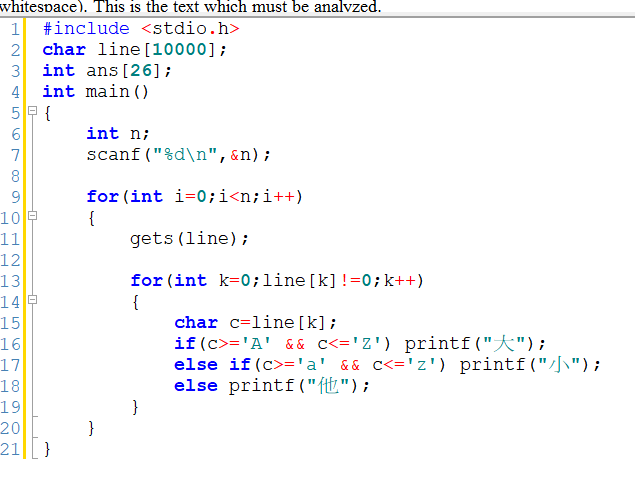 whitespace). This is the text which must be analyzed.
1 #include <stdio.h>
2 char line[10000];
3 int ans[26];
4 int main()
5 {
6 int n;
7 scanf("%d\n",&n);
8
9 for(int i=0;i<n;i++)
10 {
11 gets(line);
12
13 for(int k=0;line[k]!=0;k++)
14 {
15 char c=line[k];
16 if(c>='A' && c<='Z') printf("大");
17 else if(c>='a' && c<='z') printf("小");
18 else printf("他");
19 }
20 }
21 }